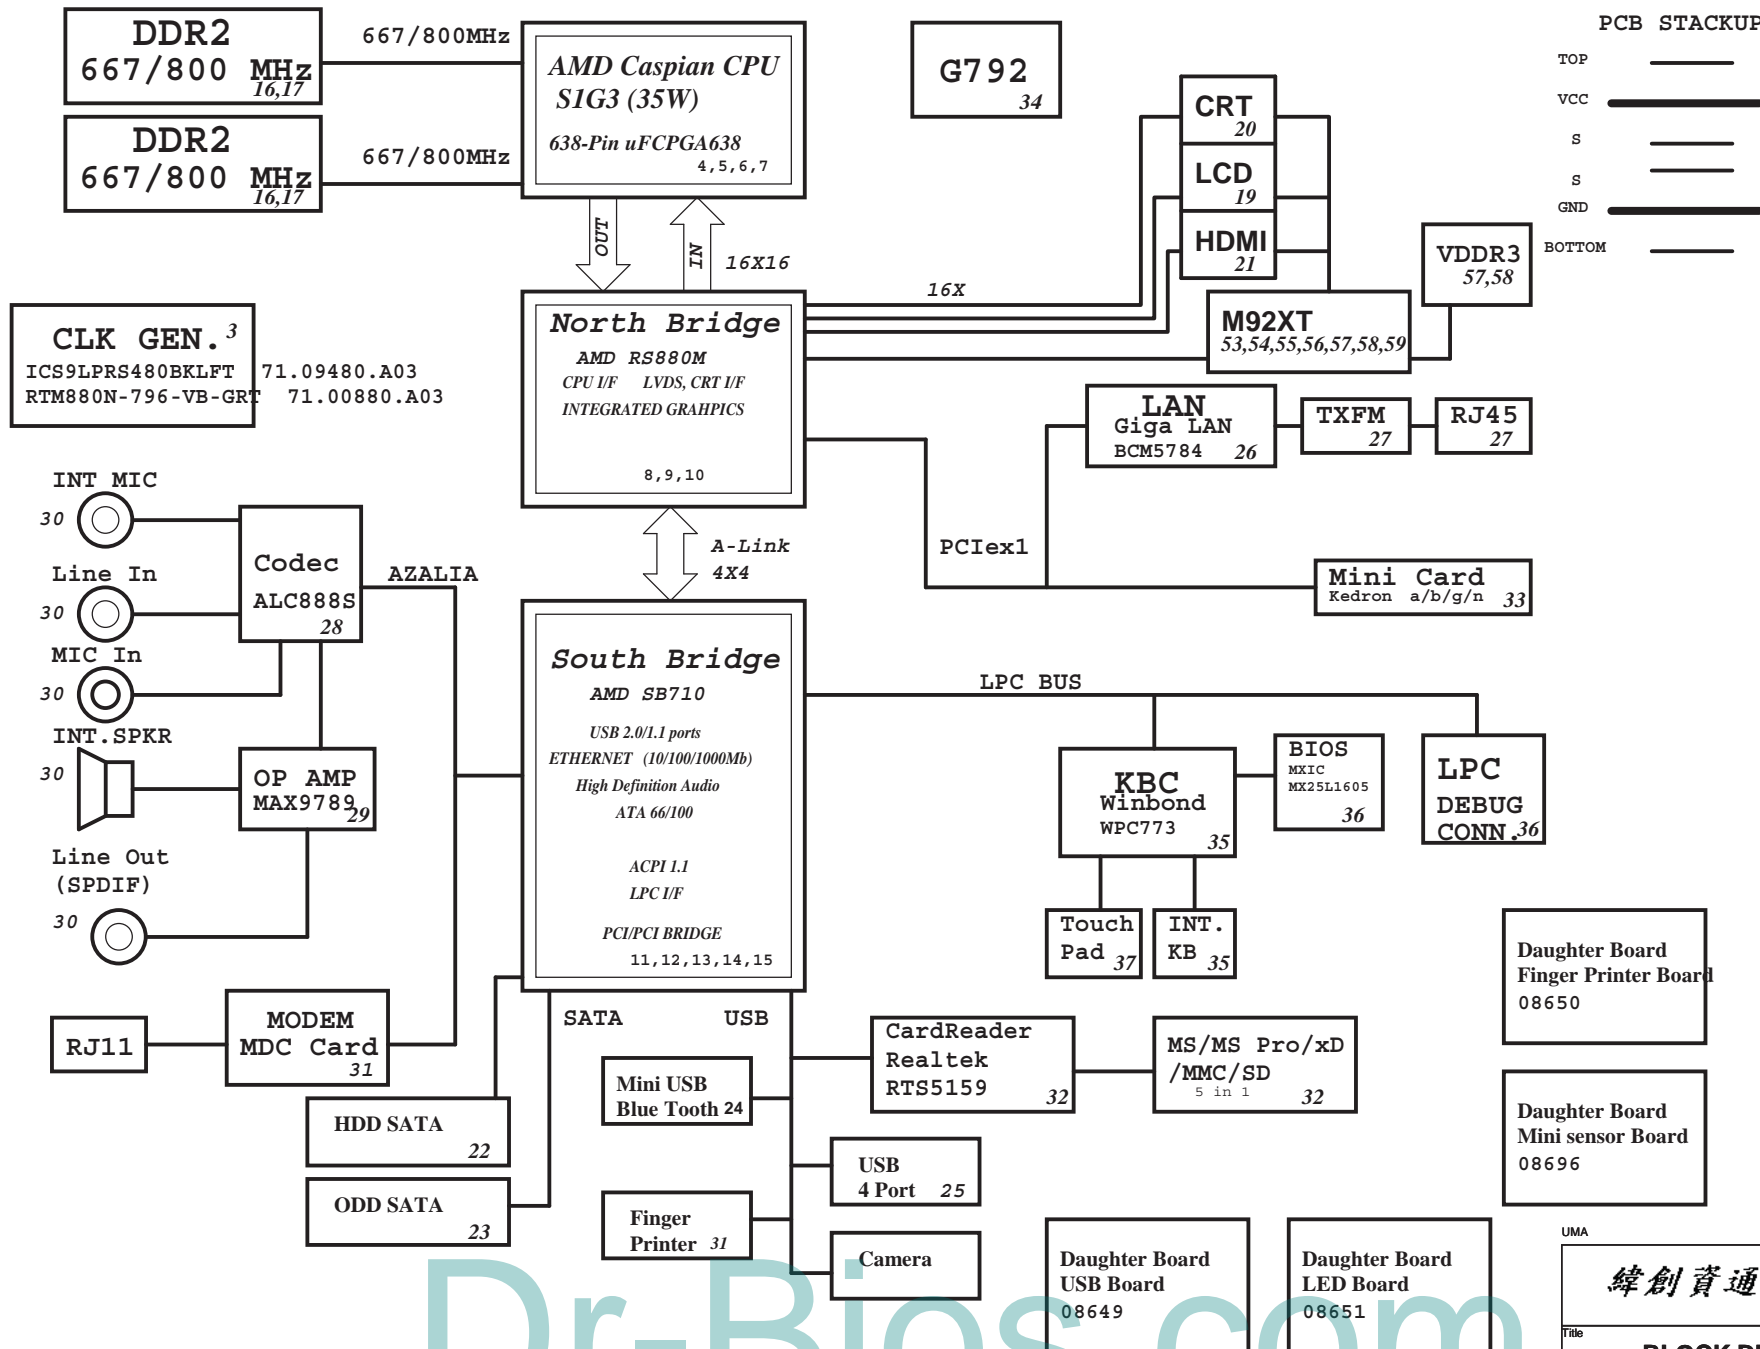 DDR2
667/800 MHz
16,17
667/800MHz
DDR2
667/800 MHz
16,17
667/800MHz
AMD Caspian CPU
S1G3 (35W)
638-Pin uFCPGA638
4,5,6,7
G792
34
CRT
20
LCD
19
HDMI
21
PCB STACKUP
TOP
VCC
S
S
GND
BOTTOM
VDDR3
57,58
OUT
IN
16X16
16X
CLK GEN. 3
ICS9LPRS480BKLFT 71.09480.A03
RTM880N-796-VB-GRT 71.00880.A03
North Bridge
AMD RS880M
CPU I/F LVDS, CRT I/F
INTEGRATED GRAHPICS
8,9,10
M92XT
53,54,55,56,57,58,59
LAN
Giga LAN
BCM5784 26
TXFM
27
RJ45
27
INT MIC
30
Line In
30
MIC In
30
INT.SPKR
30
Line Out
(SPDIF)
30
Codec
ALC888S
28
AZALIA
OP AMP
MAX9789
29
A-Link
4X4
PCIex1
Mini Card
Kedron a/b/g/n 33
South Bridge
AMD SB710
USB 2.0/1.1 ports
ETHERNET (10/100/1000Mb)
High Definition Audio
ATA 66/100
ACPI 1.1
LPC I/F
PCI/PCI BRIDGE
11,12,13,14,15
LPC BUS
KBC
Winbond
WPC773
35
BIOS
MXIC
MX25L1605
36
LPC
DEBUG
CONN. 36
Touch
Pad 37
INT.
KB 35
RJ11
MODEM
MDC Card
31
SATA
USB
HDD SATA
22
ODD SATA
23
Mini USB
Blue Tooth 24
Finger
Printer 31
CardReader
Realtek
RTS5159
32
MS/MS Pro/xD
/MMC/SD
5 in 1 32
USB
4 Port 25
Camera
Daughter Board
Finger Printer Board
08650
Daughter Board
Mini sensor Board
08696
Daughter Board
USB Board
08649
Daughter Board
LED Board
08651
UMA
緯創資通
Title
Dr-Bios.com